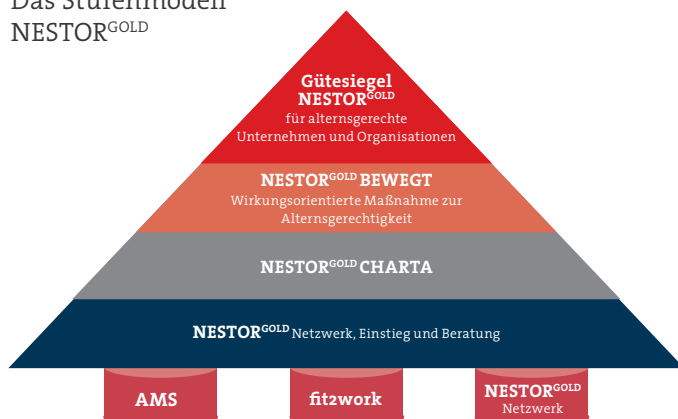 Das Stufenmodell
NESTORGOLD
Gütesiegel
NESTORGOLD
für alternsgerechte
Unternehmen und Organisationen
NESTORGOLD BEWEGT
Wirkungsorientierte Maßnahme zur
Alternsgerechtigkeit
NESTORGOLD CHARTA
NESTORGOLD Netzwerk, Einstieg und Beratung
AMS
fit2work
NESTORGOLD
Netzwerk